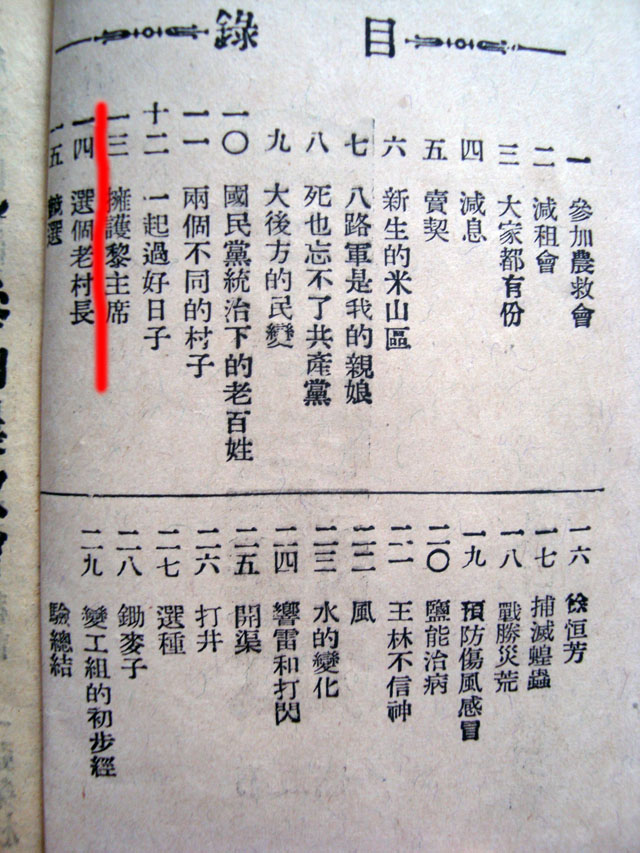 目錄
一 參加農救會
二 減租會
三 大家都有份
四 減息
五 賣契
六 新生的米山區
七 八路軍是我的親娘
八 死也忘不了共產黨
九 大後方的民變
一〇 國民黨統治下的老百姓
一一 兩個不同的村子
十二 一起過好日子
一三 擁護黎主席
一四 選個老村長
一五 競選
一六 徐恒芳
一七 捕滅蝗蟲
一八 戰勝災荒
一九 預防傷風感冒
二〇 鹽能治病
二一 王林不信神
二二 風
二三 水的變化
二四 響雷和打閃
二五 開渠
二六 打井
二七 選種
二八 鋤麥子
二九 變工組的初步經
驗總結